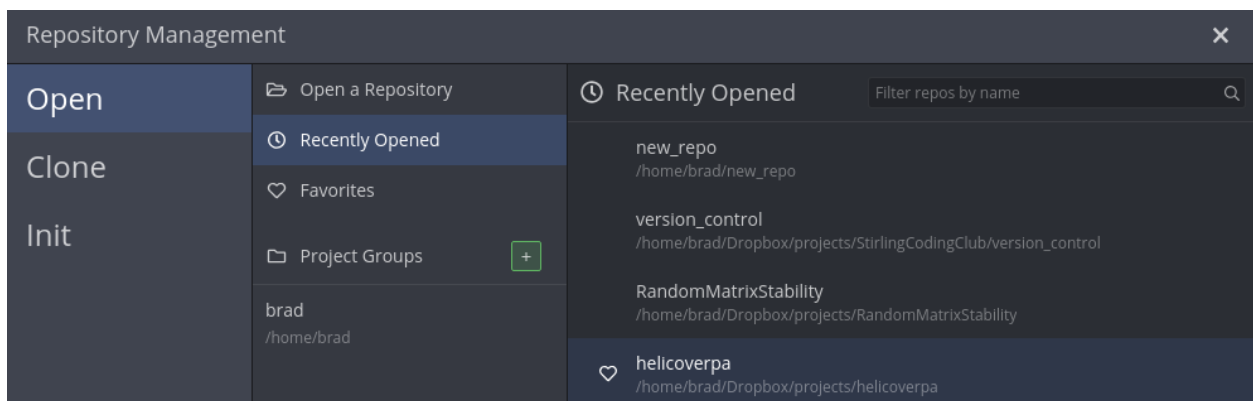 Repository Management
Open
Clone
Init
Open a Repository
Recently Opened
Favorites
Project Groups
+
brad
/home/brad
Recently Opened
Filter repos by name
new_repo
/home/brad/new_repo
version_control
/home/brad/Dropbox/projects/StirlingCodingClub/version_control
RandomMatrixStability
/home/brad/Dropbox/projects/RandomMatrixStability
helicoverpa
/home/brad/Dropbox/projects/helicoverpa